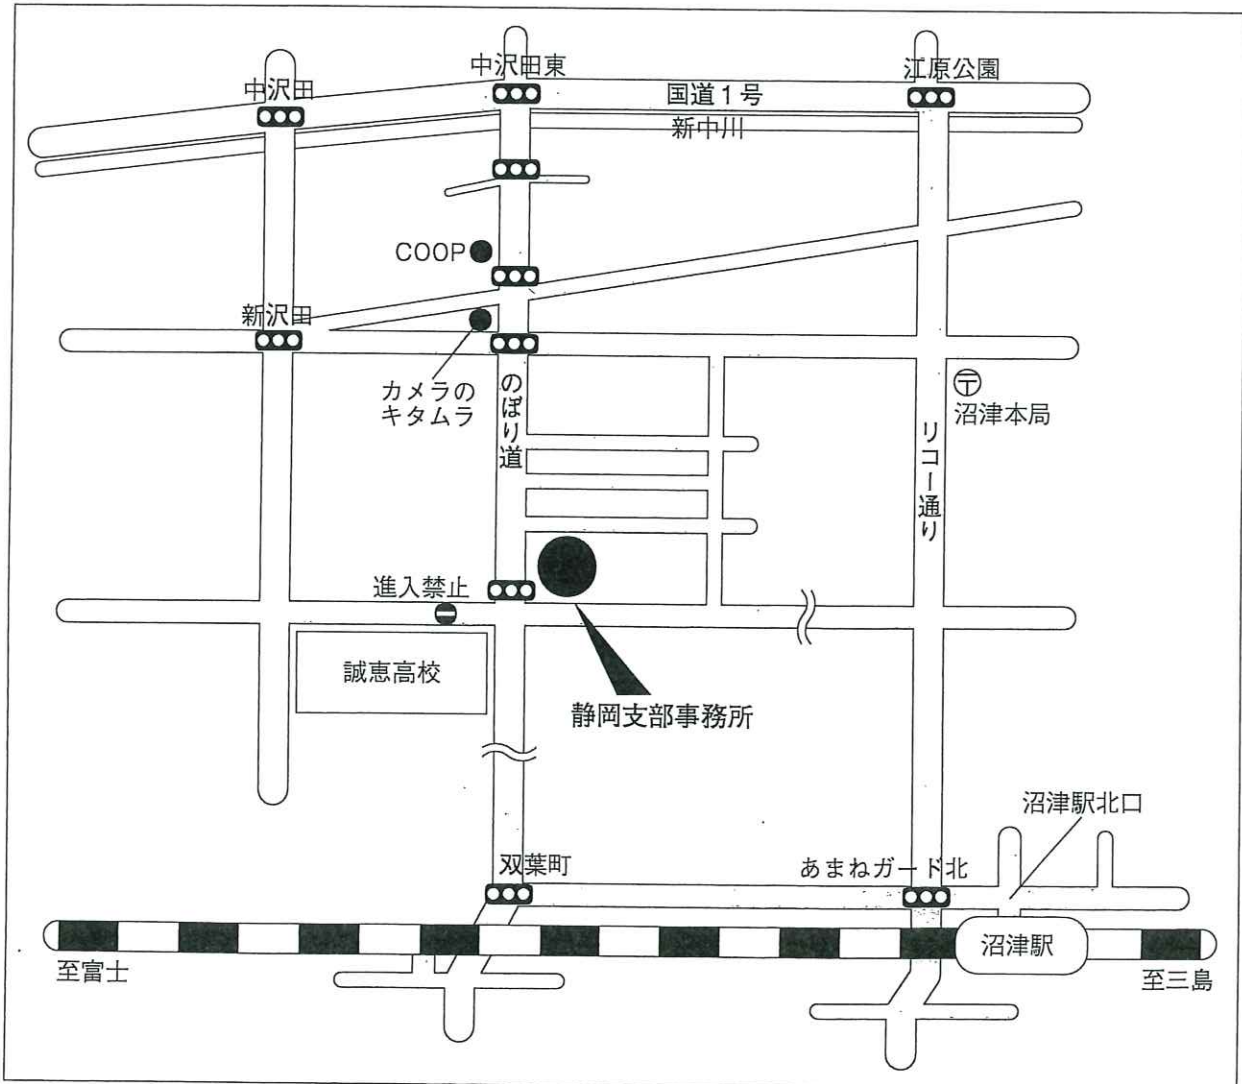 中沢田東
江原公園
中沢田
国道1号
新中川
COOP
新沢田
カメラの
キタムラ
のぼり道
〒
沼津本局
リコー通り
進入禁止
誠恵高校
静岡支部事務所
沼津駅北口
双葉町
あまねガード北
沼津駅
至富士
至三島